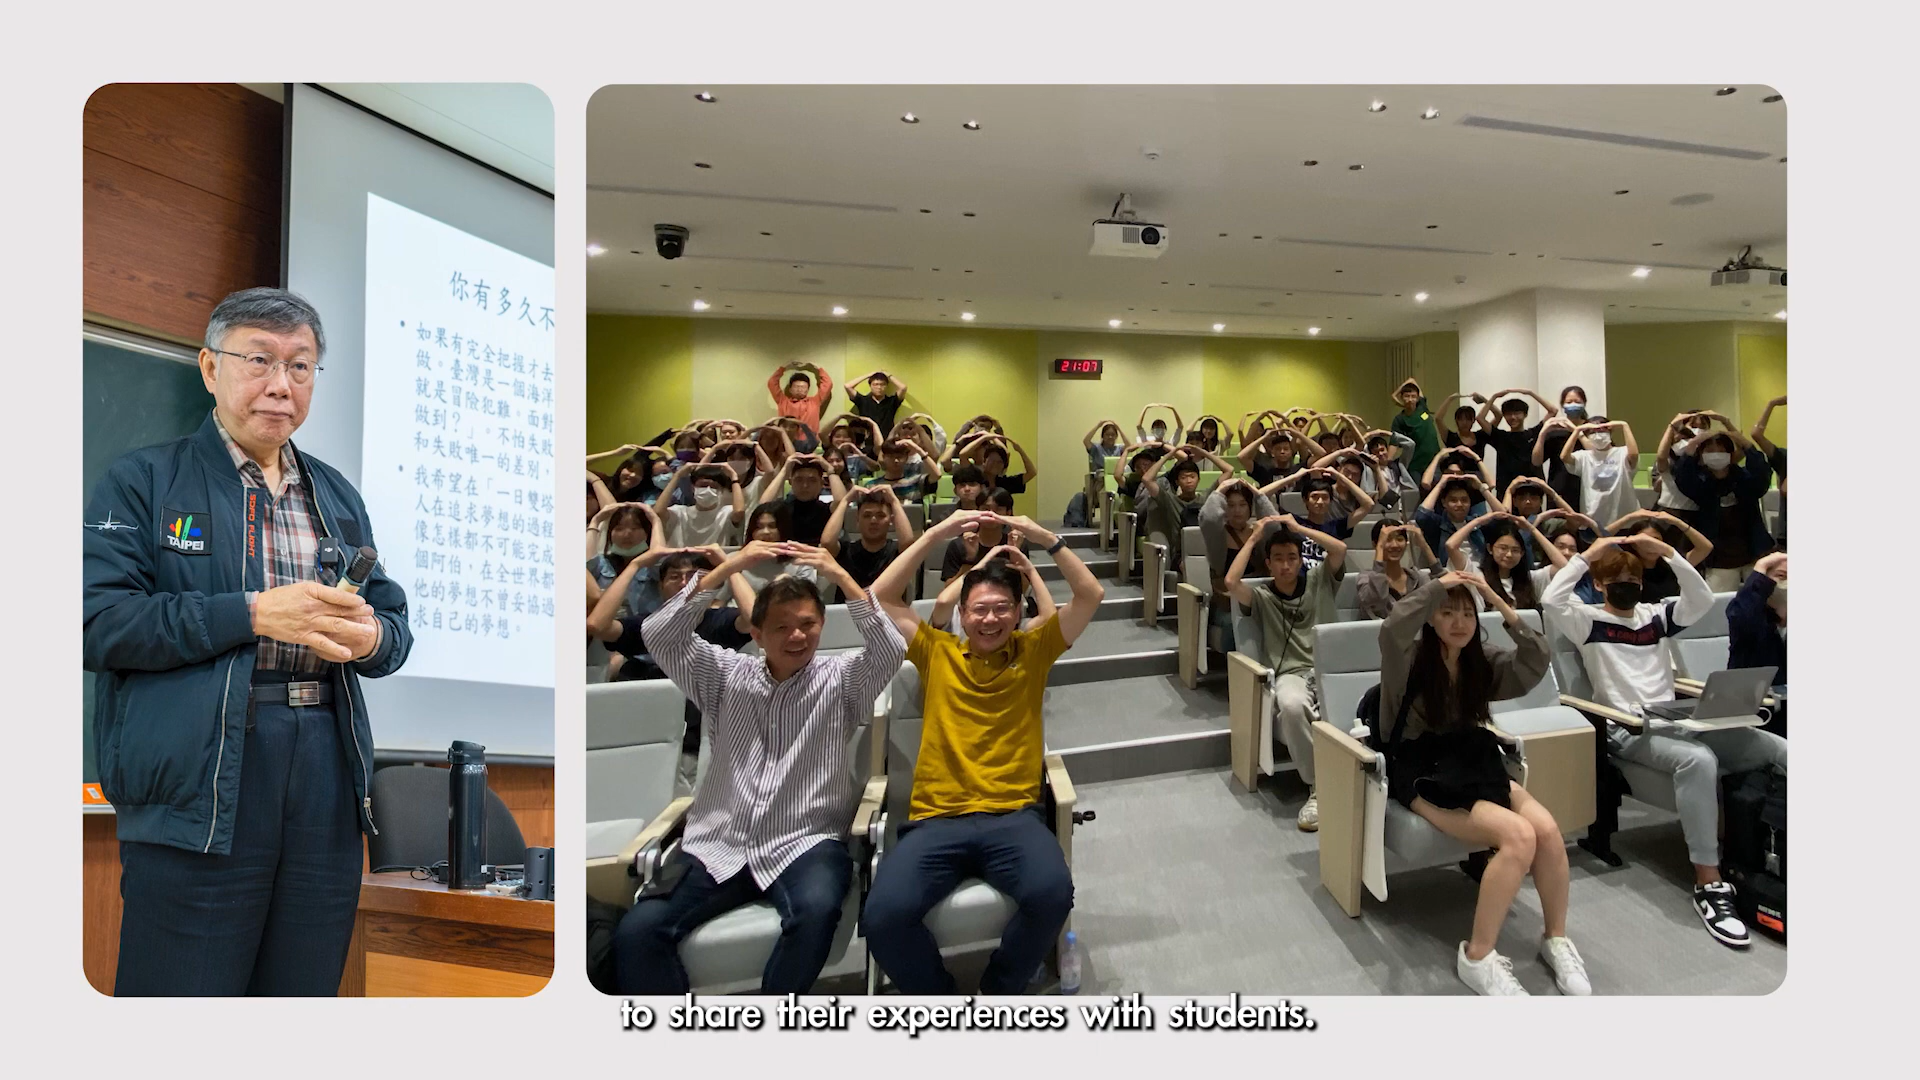 你有多久不
• 如果有完全把握才去
做。臺灣是一個海洋
就是冒險犯難。面對
做到？」。不怕失敗
和失敗唯一的差別，
• 我希望在「一日雙塔
人在追求夢想的過程
像怎樣都不可能完成
個阿伯，在全世界都
他的夢想不曾妥協過
求自己的夢想。
TAIPEI
SOFO FLIGHT
21:07
to share their experiences with students.